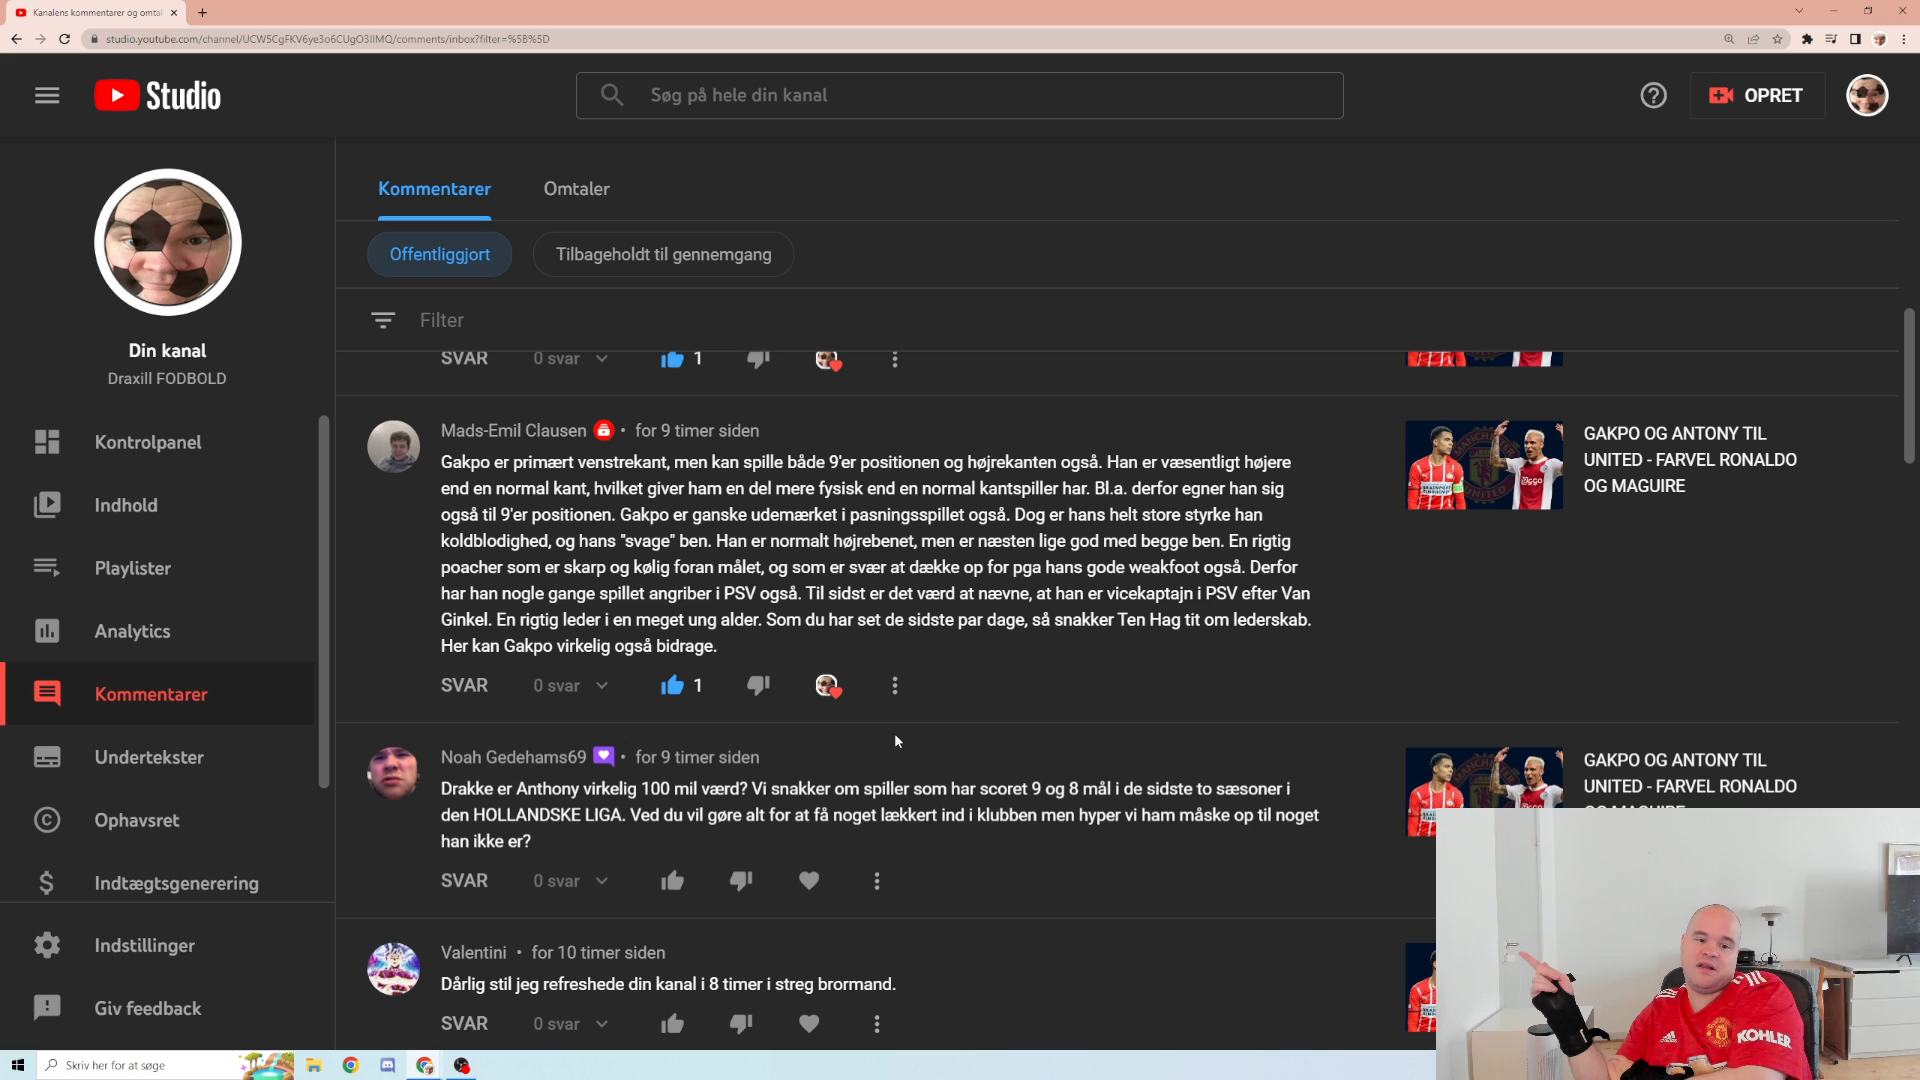 Kanalens kommentarer og omta
studio.youtube.com/channel/UCW5CgFKV6ye3o6CUgO3IIMQ/comments/inbox?filter=%5B%5D
Studio
Søg på hele din kanal
OPRET
Din kanal
Draxill FODBOLD
Kontrolpanel
Indhold
Playlister
Analytics
Kommentarer
Undertekster
Ophavsret
Indtægtsgenerering
Indstillinger
Giv feedback
Kommentarer
Omtaler
Offentliggjort
Tilbageholdt til gennemgang
Filter
SVAR 0 svar 1
Mads-Emil Clausen • for 9 timer siden
Gakpo er primært venstrekant, men kan spille både 9'er positionen og højrekanten også. Han er væsentligt højere
end en normal kant, hvilket giver ham en del mere fysisk end en normal kantspiller har. Bl.a. derfor egner han sig
også til 9'er positionen. Gakpo er ganske udemærket i pasningsspillet også. Dog er hans helt store styrke han
koldblodighed, og hans "svage" ben. Han er normalt højrebenet, men er næsten lige god med begge ben. En rigtig
poacher som er skarp og kølig foran målet, og som er svær at dække op for pga hans gode weakfoot også. Derfor
har han nogle gange spillet angriber i PSV også. Til sidst er det værd at nævne, at han er vicekaptajn i PSV efter Van
Ginkel. En rigtig leder i en meget ung alder. Som du har set de sidste par dage, så snakker Ten Hag tit om lederskab.
Her kan Gakpo virkelig også bidrage.
SVAR 0 svar 1
GAKPO OG ANTONY TIL
UNITED - FARVEL RONALDO
OG MAGUIRE
Noah Gedehams69 • for 9 timer siden
Drakke er Anthony virkelig 100 mil værd? Vi snakker om spiller som har scoret 9 og 8 mål i de sidste to sæsoner i
den HOLLANDSKE LIGA. Ved du vil gøre alt for at få noget lækkert ind i klubben men hyper vi ham måske op til noget
han ikke er?
SVAR 0 svar
GAKPO OG ANTONY TIL
UNITED - FARVEL RONALDO
OG MAGUIRE
Valentini • for 10 timer siden
Dårlig stil jeg refreshede din kanal i 8 timer i streg brormand.
SVAR 0 svar
KOHLER
Skriv her for at søge